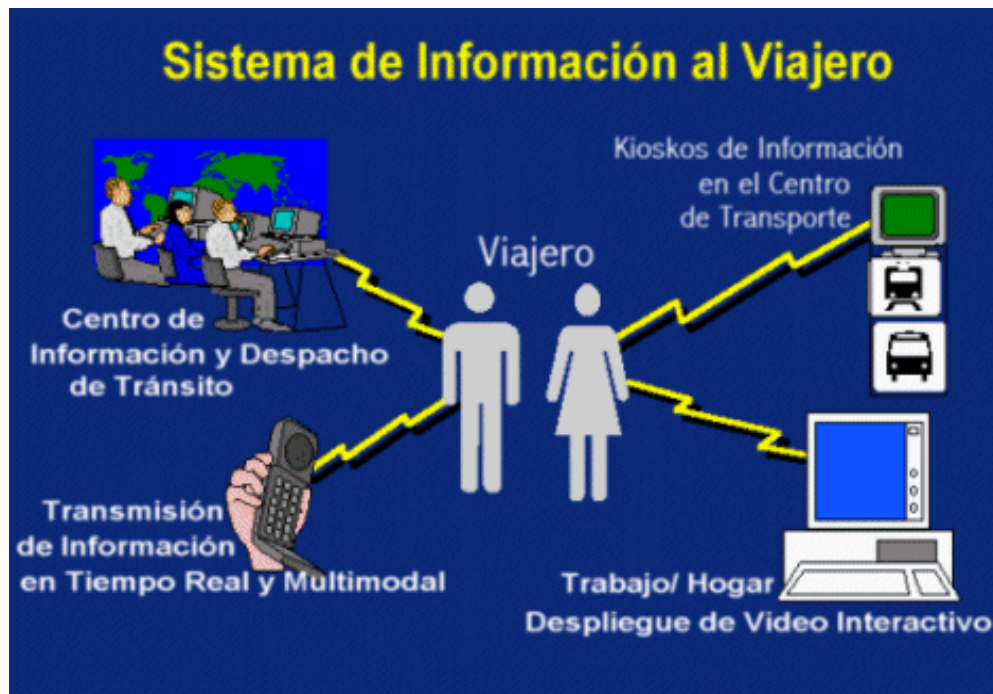 Sistema de Información al Viajero
Kioskos de Información
en el Centro
de Transporte
Viajero
Centro de
Información y Despacho
de Tránsito
Transmisión
de Información
en Tiempo Real y Multimodal
Trabajo/ Hogar
Despliegue de Video Interactivo